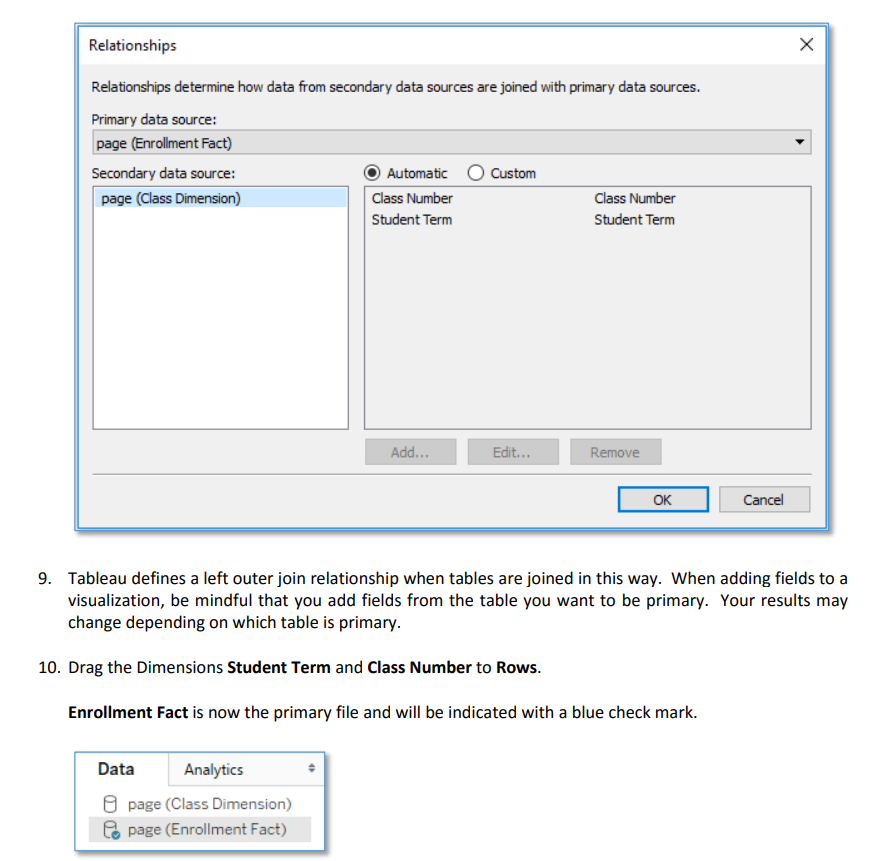 Relationships
Relationships determine how data from secondary data sources are joined with primary data sources.
Primary data source:
page (Enrollment Fact)
Secondary data source:
Automatic
Custom
page (Class Dimension)
Class Number Class Number
Student Term Student Term
Add...
Edit...
Remove
OK
Cancel
9. Tableau defines a left outer join relationship when tables are joined in this way. When adding fields to a
visualization, be mindful that you add fields from the table you want to be primary. Your results may
change depending on which table is primary.
10. Drag the Dimensions Student Term and Class Number to Rows.
Enrollment Fact is now the primary file and will be indicated with a blue check mark.
Data
Analytics
page (Class Dimension)
page (Enrollment Fact)